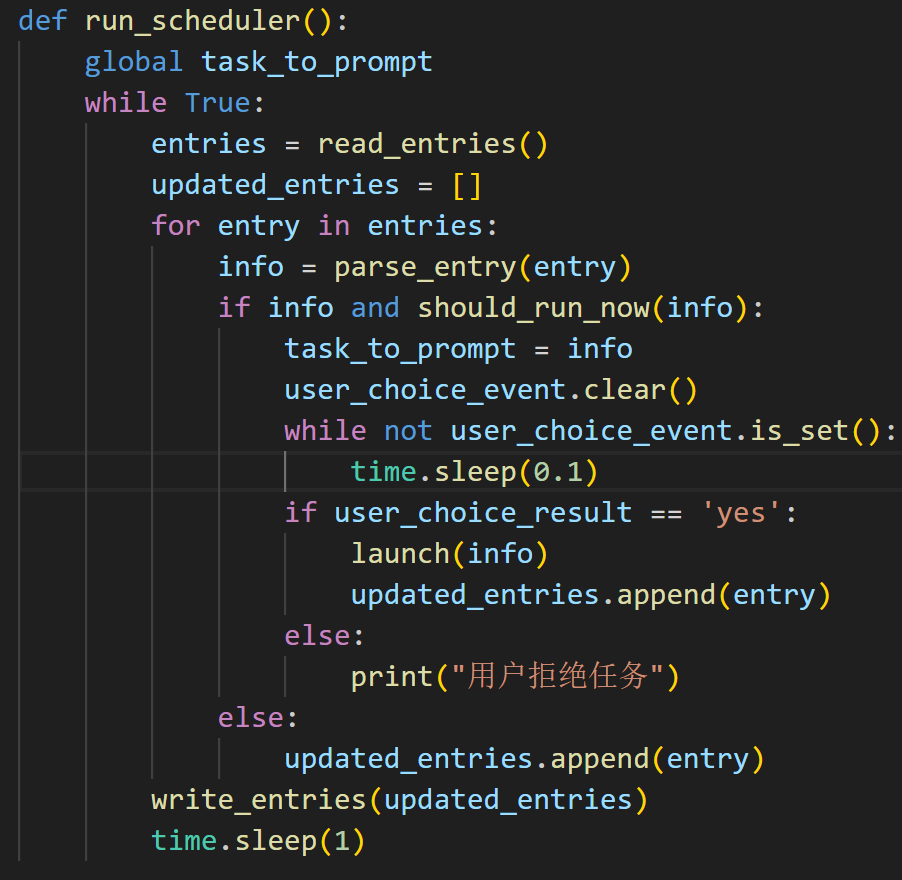 def run_scheduler():
    global task_to_prompt
    while True:
        entries = read_entries()
        updated_entries = []
        for entry in entries:
            info = parse_entry(entry)
            if info and should_run_now(info):
                task_to_prompt = info
                user_choice_event.clear()
                while not user_choice_event.is_set():
                    time.sleep(0.1)
                if user_choice_result == 'yes':
                    launch(info)
                    updated_entries.append(entry)
                else:
                    print("用户拒绝任务")
            else:
                updated_entries.append(entry)
        write_entries(updated_entries)
        time.sleep(1)